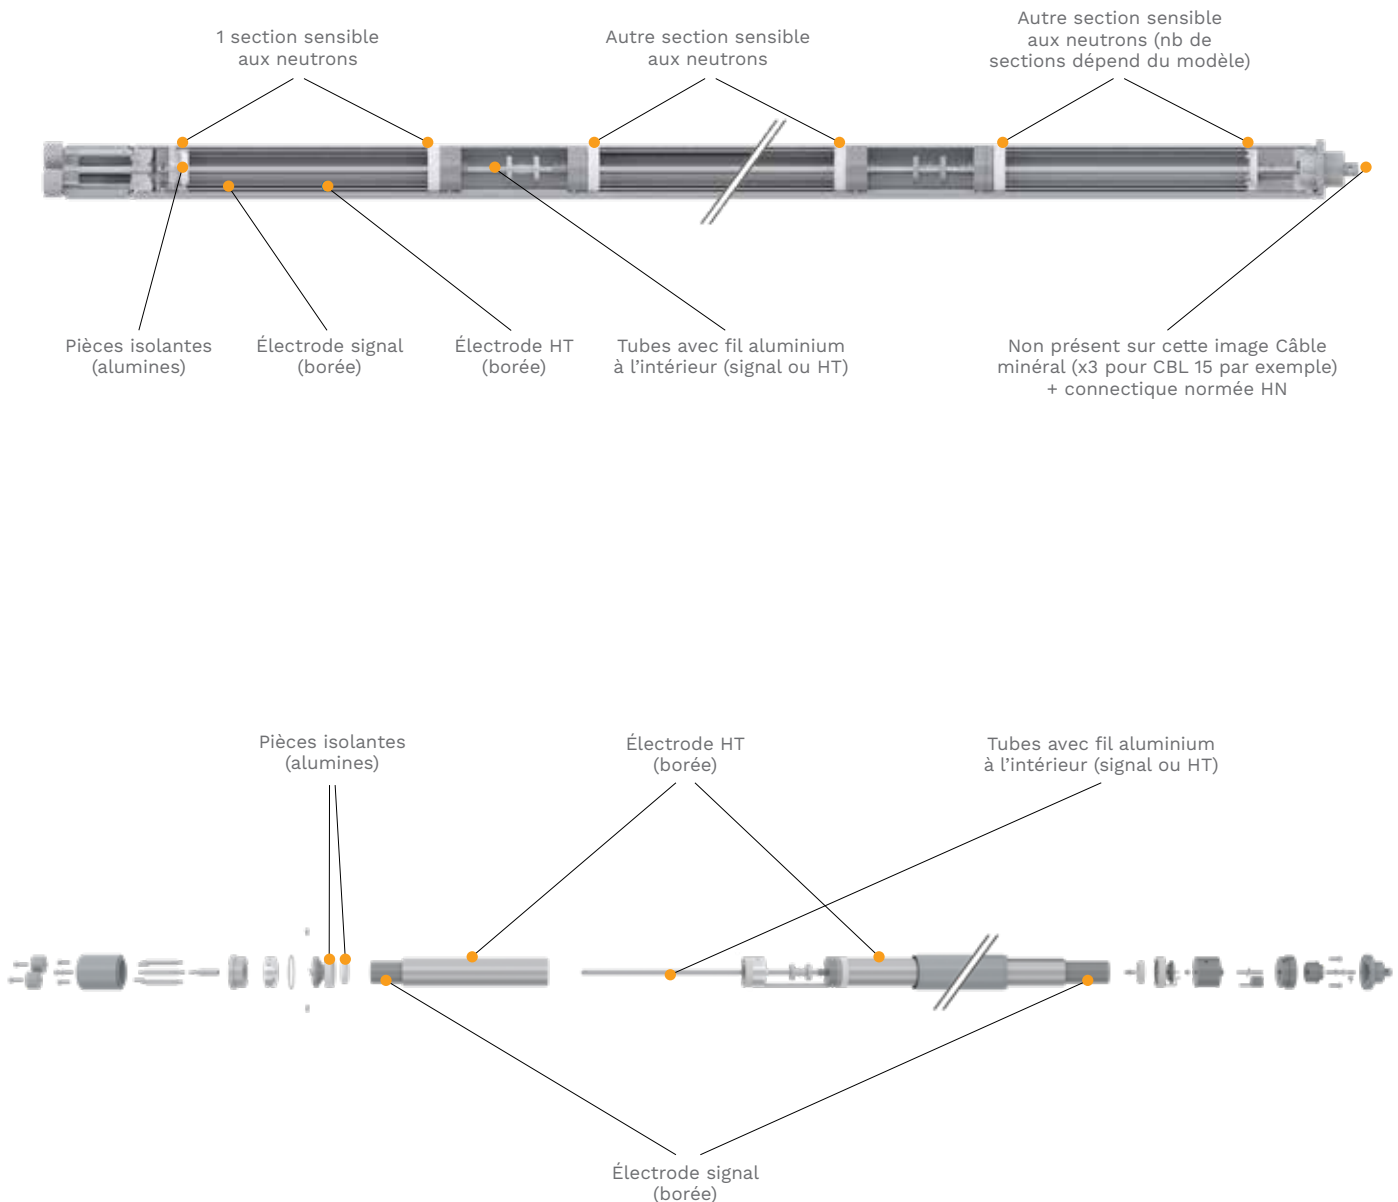 1 section sensible
aux neutrons
Autre section sensible
aux neutrons
Autre section sensible
aux neutrons (nb de
sections dépend du modèle)
Pièces isolantes
(alumines)
Électrode signal
(borée)
Électrode HT
(borée)
Tubes avec fil aluminium
à l'intérieur (signal ou HT)
Non présent sur cette image Câble
minéral (x3 pour CBL 15 par exemple)
+ connectique normée HN
Pièces isolantes
(alumines)
Électrode HT
(borée)
Tubes avec fil aluminium
à l'intérieur (signal ou HT)
Électrode signal
(borée)